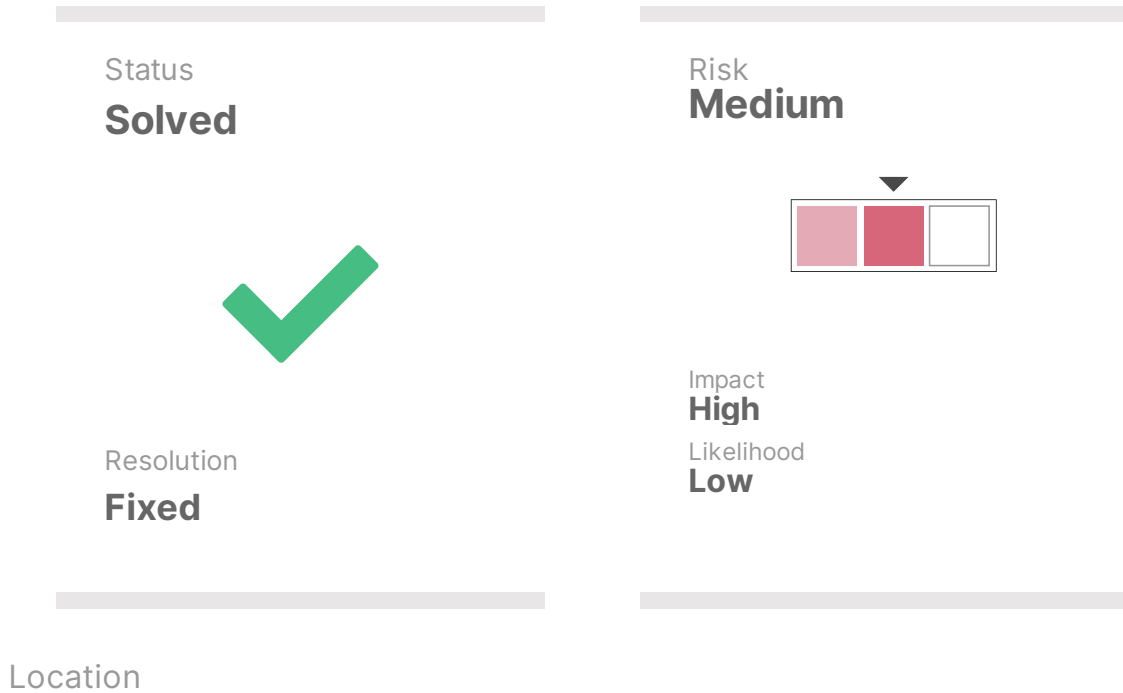 Status
Solved
Resolution
Fixed
Risk
Medium
Impact
High
Likelihood
Low
Location